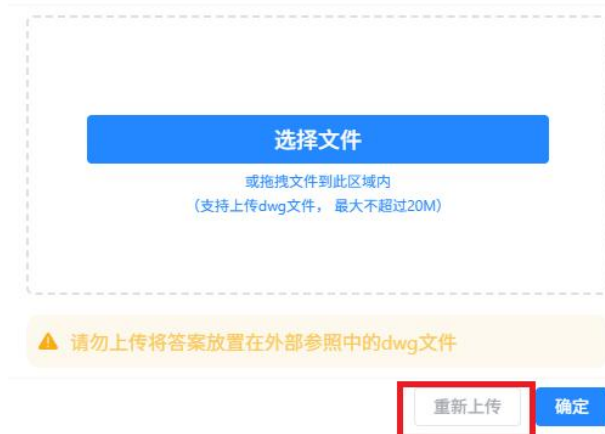 选择文件
或拖拽文件到此区域内
（支持上传dwg文件， 最大不超过20M）
请勿上传将答案放置在外部参照中的dwg文件
重新上传 确定